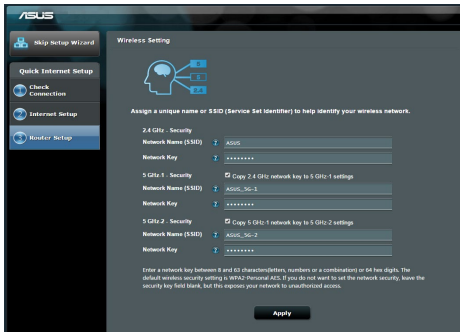 ASUS
Skip Setup Wizard
Quick Internet Setup
1 Check Connection
2 Internet Setup
3 Router Setup
Wireless Setting
5
5
2.4
Assign a unique name or SSID (Service Set Identifier) to help identify your wireless network.
2.4 GHz - Security
Network Name (SSID) ASUS
Network Key ••••••••
5 GHz-1 - Security Copy 2.4 GHz network key to 5 GHz-1 settings
Network Name (SSID) ASUS_5G-1
Network Key ••••••••
5 GHz-2 - Security Copy 5 GHz-1 network key to 5 GHz-2 settings
Network Name (SSID) ASUS_5G-2
Network Key ••••••••
Enter a network key between 8 and 63 characters(letters, numbers or a combination) or 64 hex digits. The
default wireless security setting is WPA2-Personal AES. If you do not want to set the network security, leave the
security key field blank, but this exposes your network to unauthorized access.
Apply